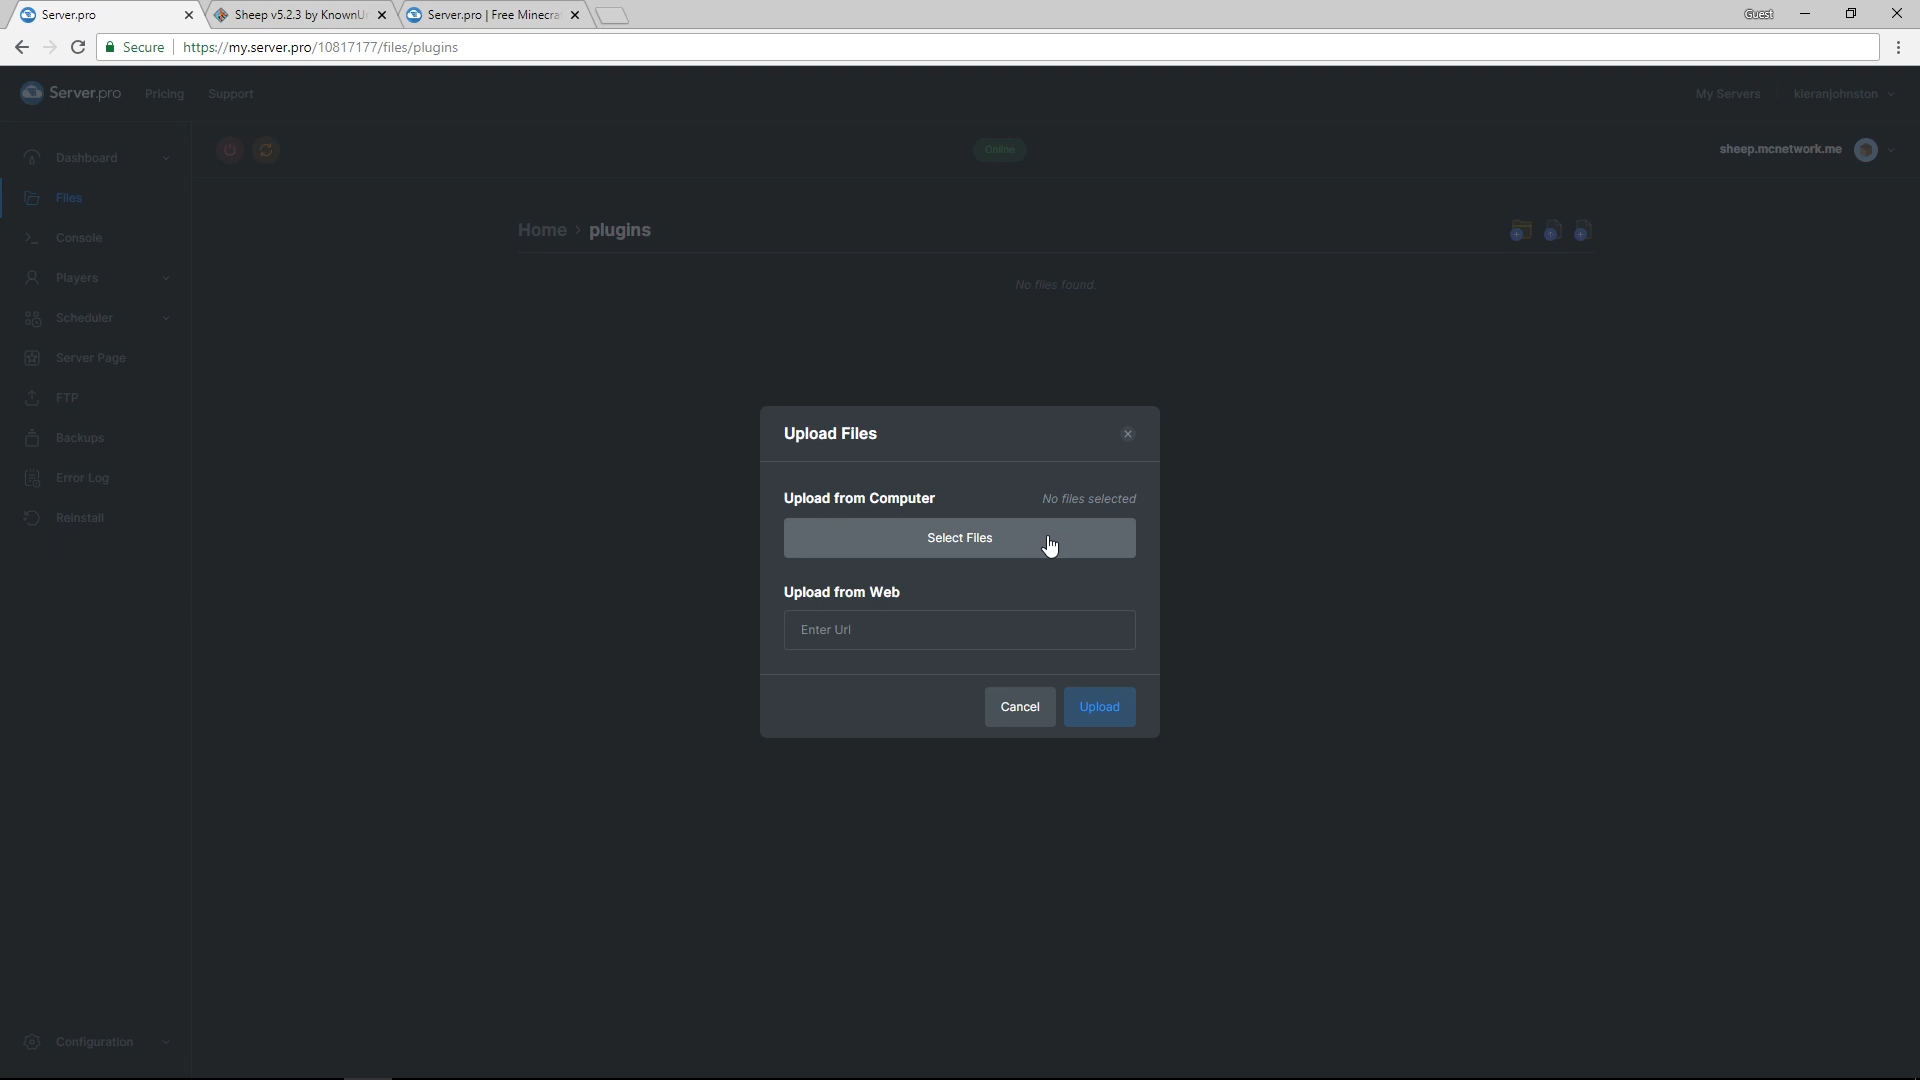 Server.pro
Sheep v5.2.3 by KnownUn
Server.pro | Free Minecra
Guest
Secure
https://my.server.pro/10817177/files/plugins
Server.pro
Pricing
Support
My Servers
kieranjohnston
Dashboard
Online
sheep.mcnetwork.me
Files
Console
Home > plugins
No files found.
Players
Scheduler
Server Page
FTP
Backups
Error Log
Reinstall
Upload Files
Upload from Computer
No files selected
Select Files
Upload from Web
Enter Url
Cancel
Upload
Configuration